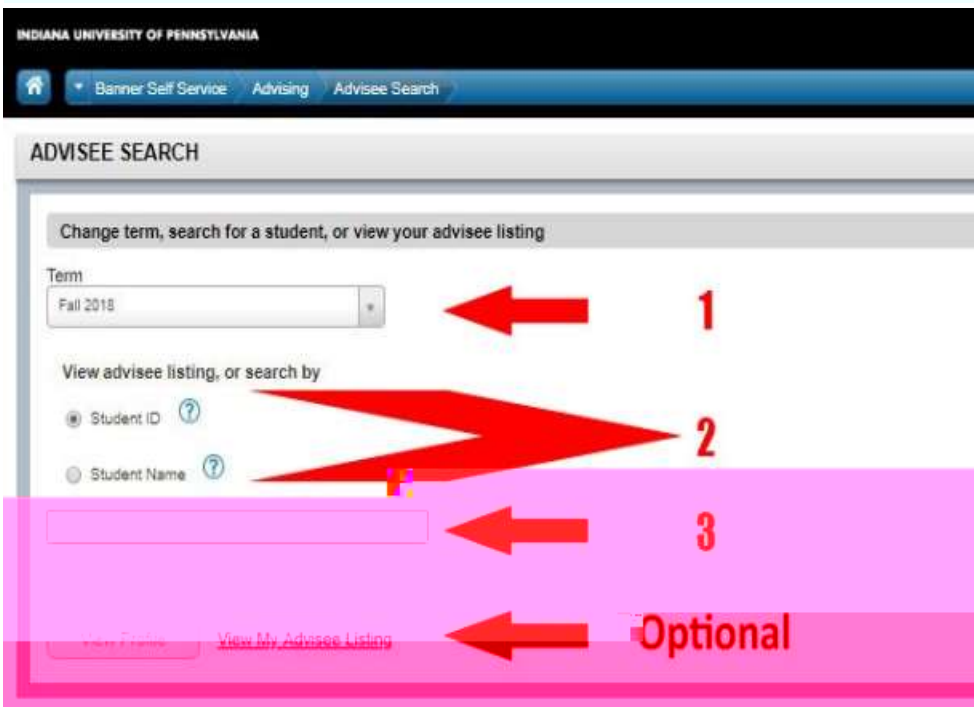 INDIANA UNIVERSITY OF PENNSYLVANIA
Banner Self Service Advising Advisee Search
ADVISEE SEARCH
Change term, search for a student, or view your advisee listing
Term
Fall 2018
1
View advisee listing, or search by
Student ID ?
2
Student Name ?
3
View Profile View My Advisee Listing Optional